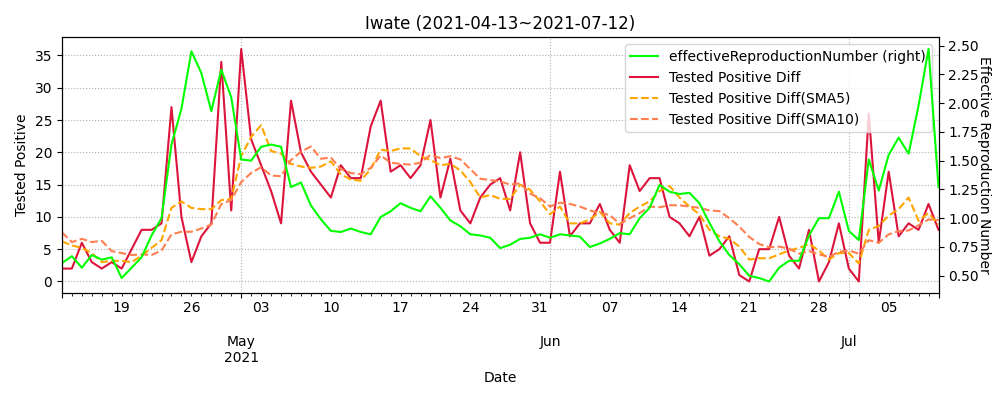 Iwate (2021-04-13~2021-07-12)
effectiveReproductionNumber (right)
Tested Positive Diff
Tested Positive Diff(SMA5)
Tested Positive Diff(SMA10)
Tested Positive
35
30
25
20
15
10
5
0
Effective Reproduction Number
2.50
2.25
2.00
1.75
1.50
1.25
1.00
0.75
0.50
19 26 03 10 17 24 31 07 14 21 28 05
May Jun Jul
2021
Date